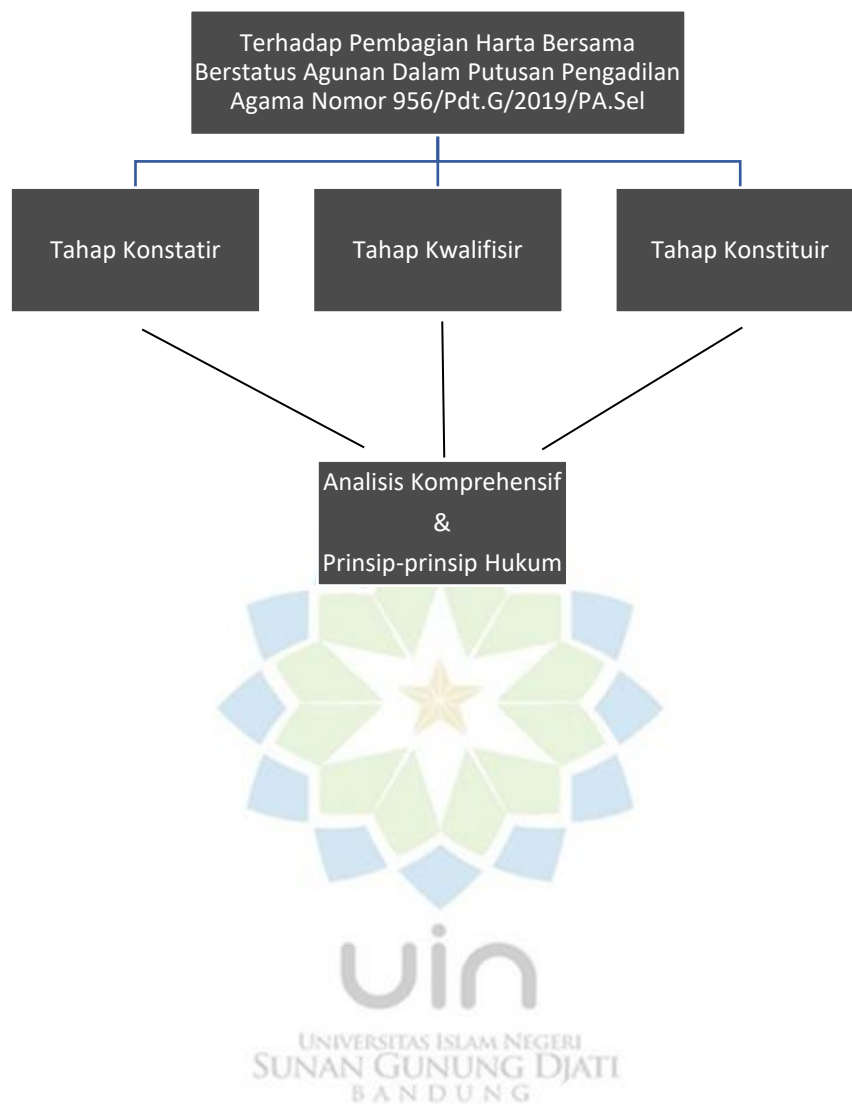 Terhadap Pembagian Harta Bersama
Berstatus Agunan Dalam Putusan Pengadilan
Agama Nomor 956/Pdt.G/2019/PA.Sel
Tahap Konstatir
Tahap Kwalifisir
Tahap Konstituir
Analisis Komprehensif
&
Prinsip-prinsip Hukum
uin
UNIVERSITAS ISLAM NEGERI
SUNAN GUNUNG DJATI
BANDUNG